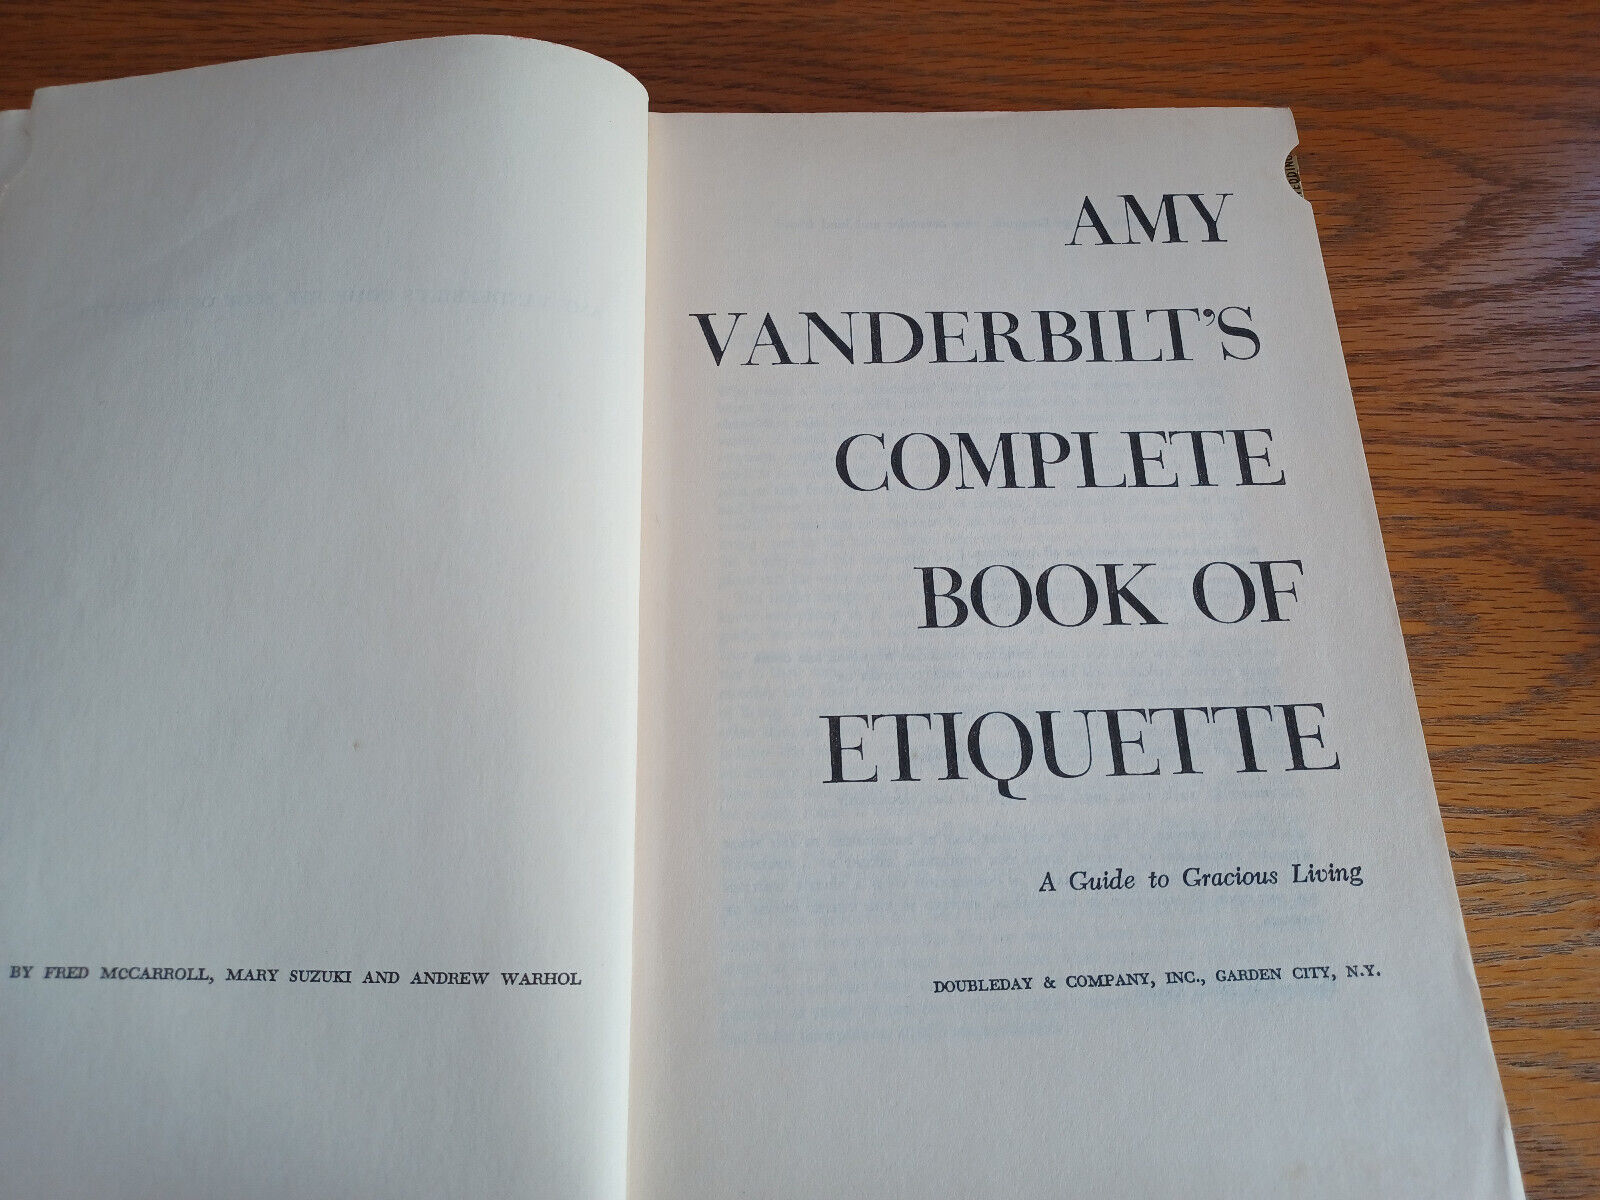 BY FRED MCCARROLL, MARY SUZUKI AND ANDREW WARHOL
AMY
VANDERBILT'S
COMPLETE
BOOK OF
ETIQUETTE
A Guide to Gracious Living
DOUBLEDAY & COMPANY, INC., GARDEN CITY, N.Y.